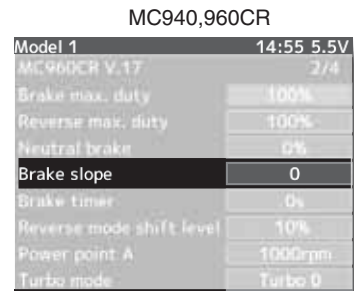 MC940,960CR
Model 1 14:55 5.5V
MC960CR V.17 2/4
Brake max. duty 100%
Reverse max. duty 100%
Neutral brake 0%
Brake slope 0
Brake timer 0s
Reverse mode shift level 10%
Power point A 1000rpm
Turbo mode Turbo 0